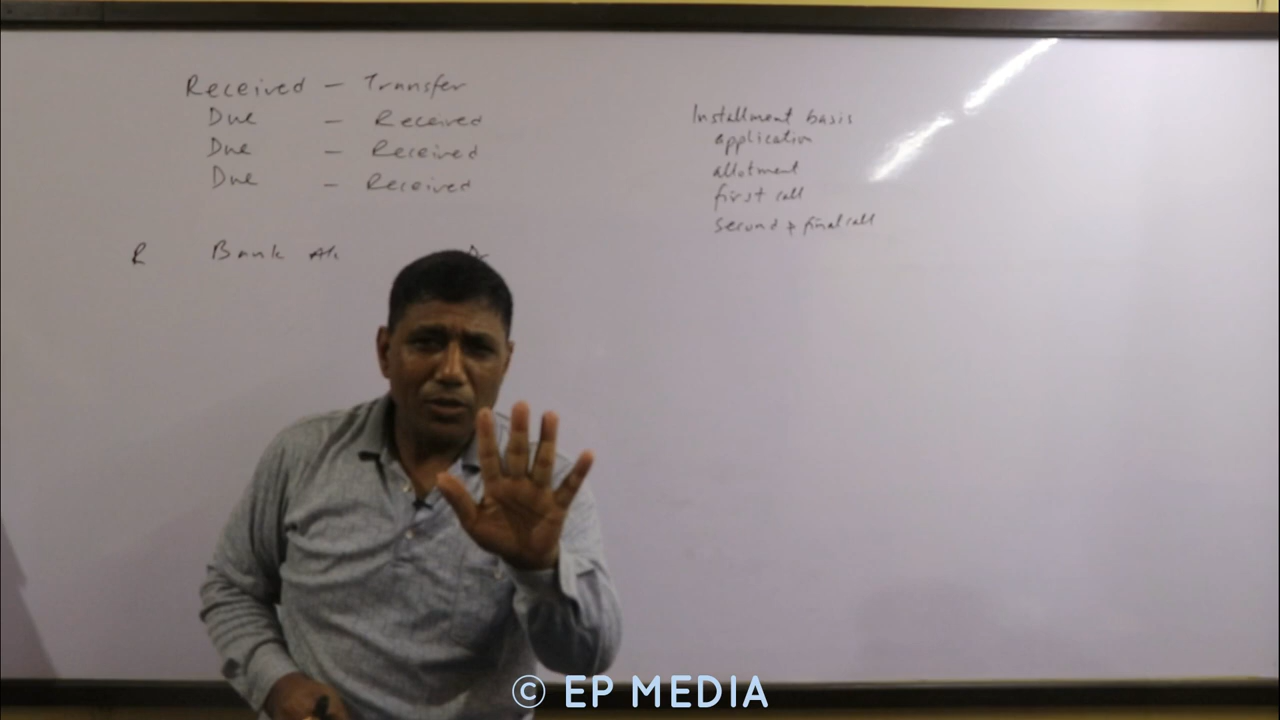 Received – Transfer
Due – Received
Due – Received
Due – Received
R Bank A/c Dr
Installment basis
application
allotment
first call
second & final call
© EP MEDIA